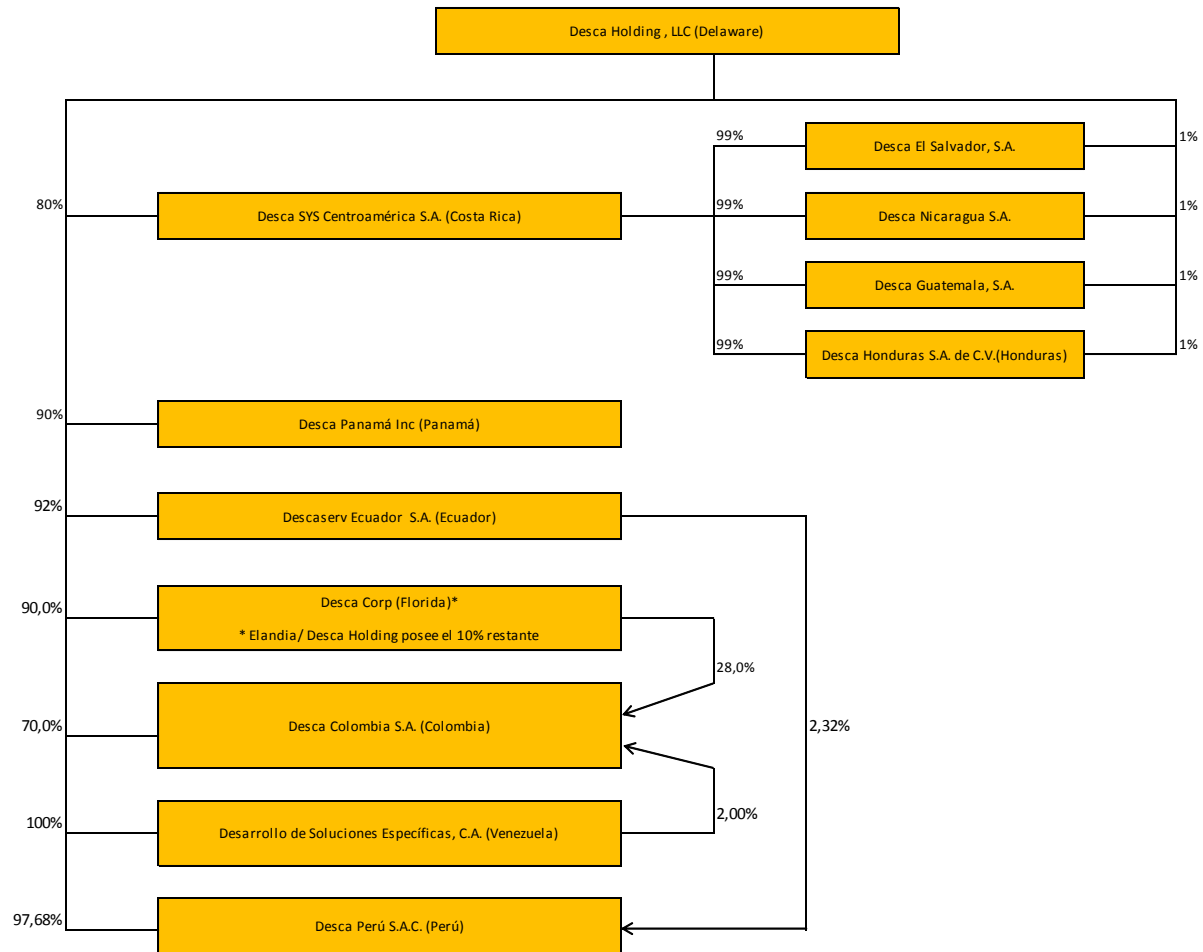 Desca Holding , LLC (Delaware)
99%
Desca El Salvador, S.A.
1%
80%
Desca SYS Centroamérica S.A. (Costa Rica)
99%
Desca Nicaragua S.A.
1%
99%
Desca Guatemala, S.A.
1%
99%
Desca Honduras S.A. de C.V.(Honduras)
1%
90%
Desca Panamá Inc (Panamá)
92%
Descaserv Ecuador S.A. (Ecuador)
90,0%
Desca Corp (Florida)*
* Elandia/ Desca Holding posee el 10% restante
28,0%
70,0%
Desca Colombia S.A. (Colombia)
2,32%
100%
Desarrollo de Soluciones Específicas, C.A. (Venezuela)
2,00%
97,68%
Desca Perú S.A.C. (Perú)